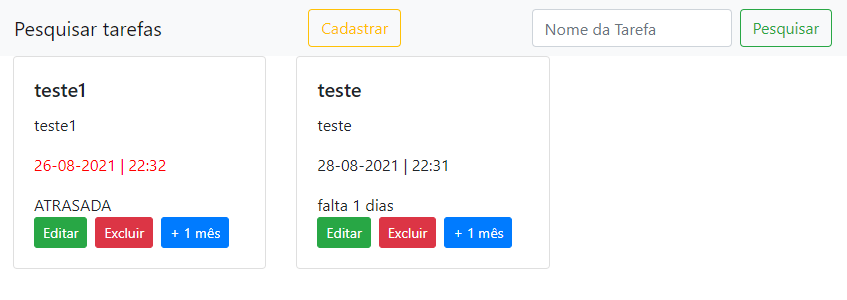 Pesquisar tarefas Cadastrar Nome da Tarefa Pesquisar
teste1
teste1
26-08-2021 | 22:32
ATRASADA
Editar Excluir + 1 mês
teste
teste
28-08-2021 | 22:31
falta 1 dias
Editar Excluir + 1 mês